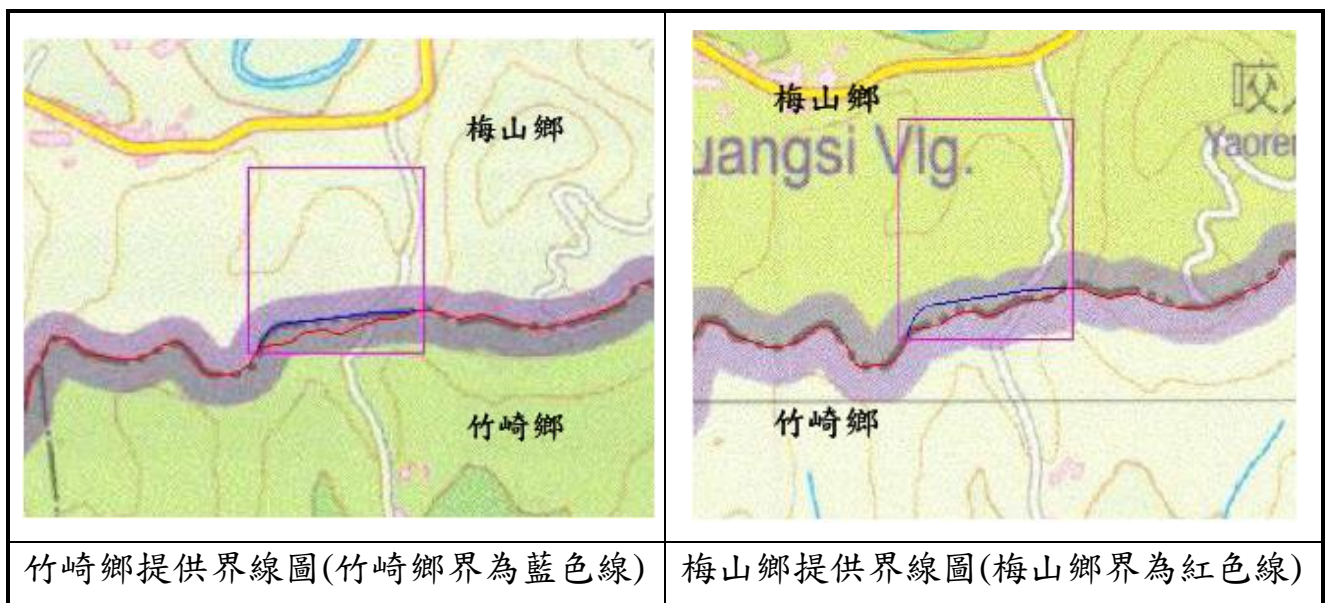 梅山鄉
竹崎鄉
梅山鄉
uangsi Vlg.
咬
Yaoren
竹崎鄉
竹崎鄉提供界線圖(竹崎鄉界為藍色線)
梅山鄉提供界線圖(梅山鄉界為紅色線)